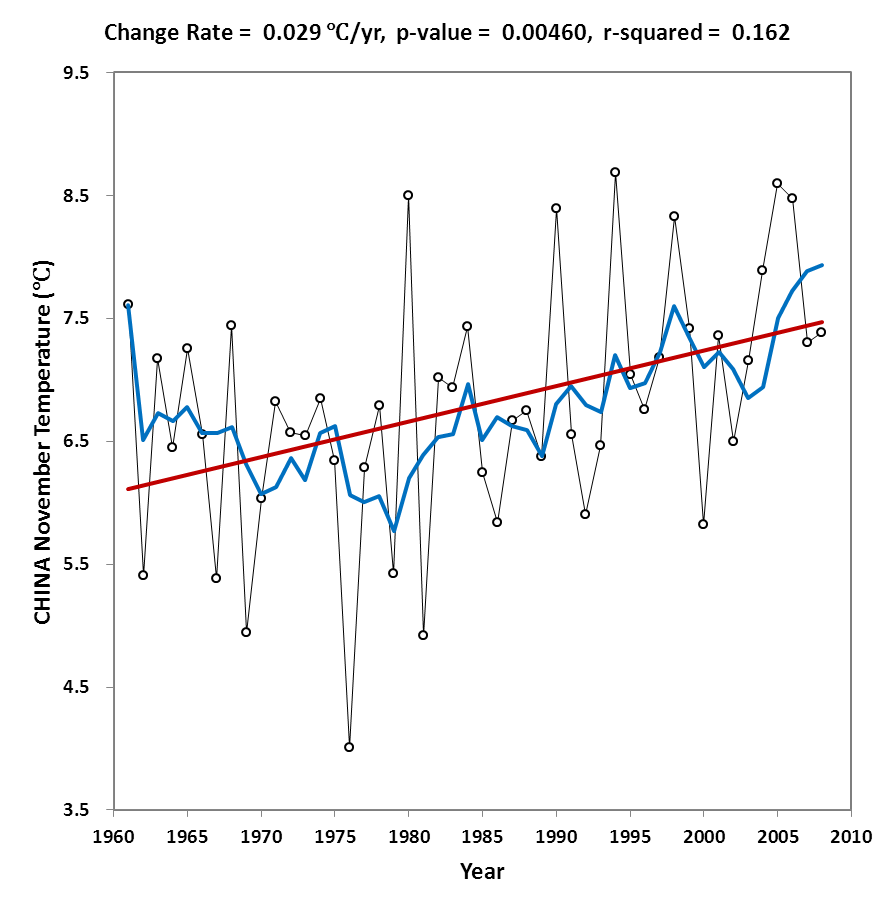 Change Rate = 0.029 ℃/yr, p-value = 0.00460, r-squared = 0.162
9.5
8.5
7.5
6.5
5.5
4.5
3.5
CHINA November Temperature (℃)
1960 1965 1970 1975 1980 1985 1990 1995 2000 2005 2010
Year